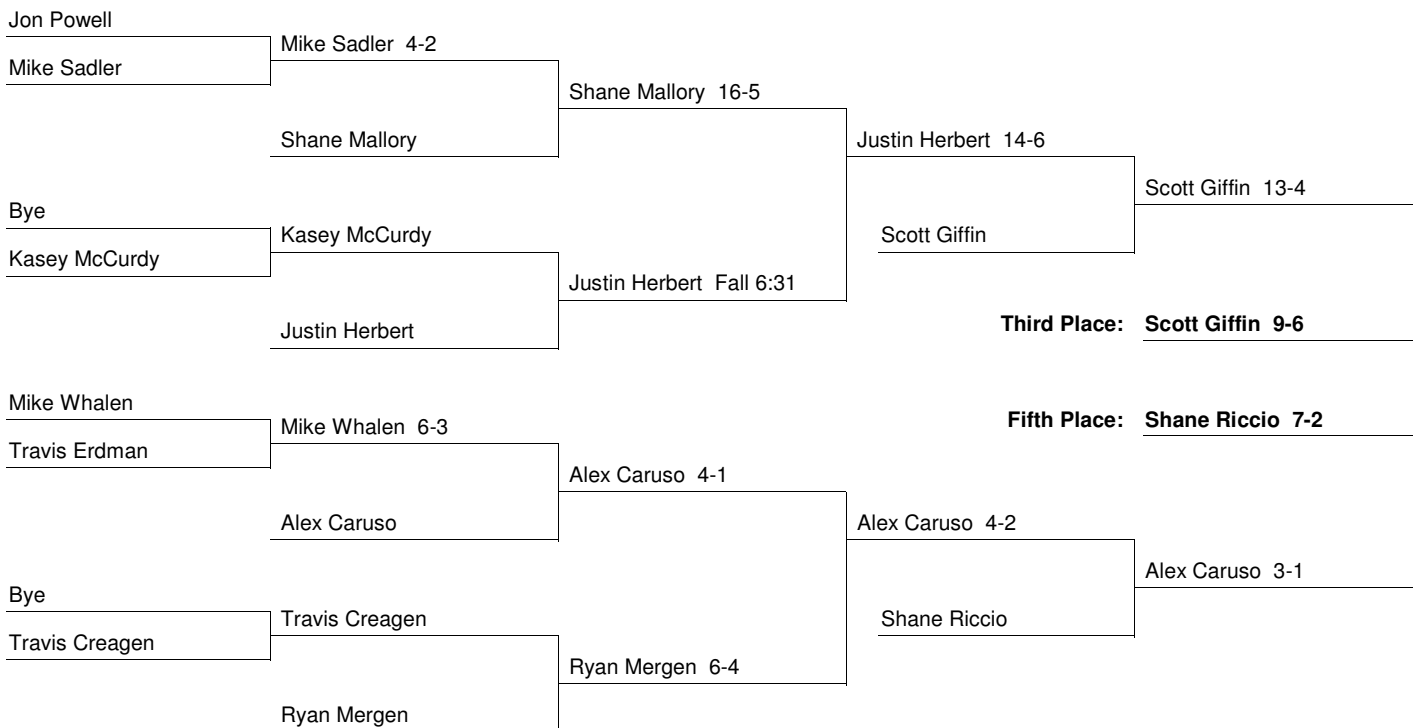 Jon Powell
Mike Sadler 4-2
Mike Sadler
Shane Mallory 16-5
Shane Mallory
Justin Herbert 14-6
Scott Giffin 13-4
Bye
Kasey McCurdy
Scott Giffin
Kasey McCurdy
Justin Herbert Fall 6:31
Justin Herbert
Third Place: Scott Giffin 9-6
Mike Whalen
Fifth Place: Shane Riccio 7-2
Mike Whalen 6-3
Travis Erdman
Alex Caruso 4-1
Alex Caruso
Alex Caruso 4-2
Alex Caruso 3-1
Bye
Travis Creagen
Shane Riccio
Travis Creagen
Ryan Mergen 6-4
Ryan Mergen